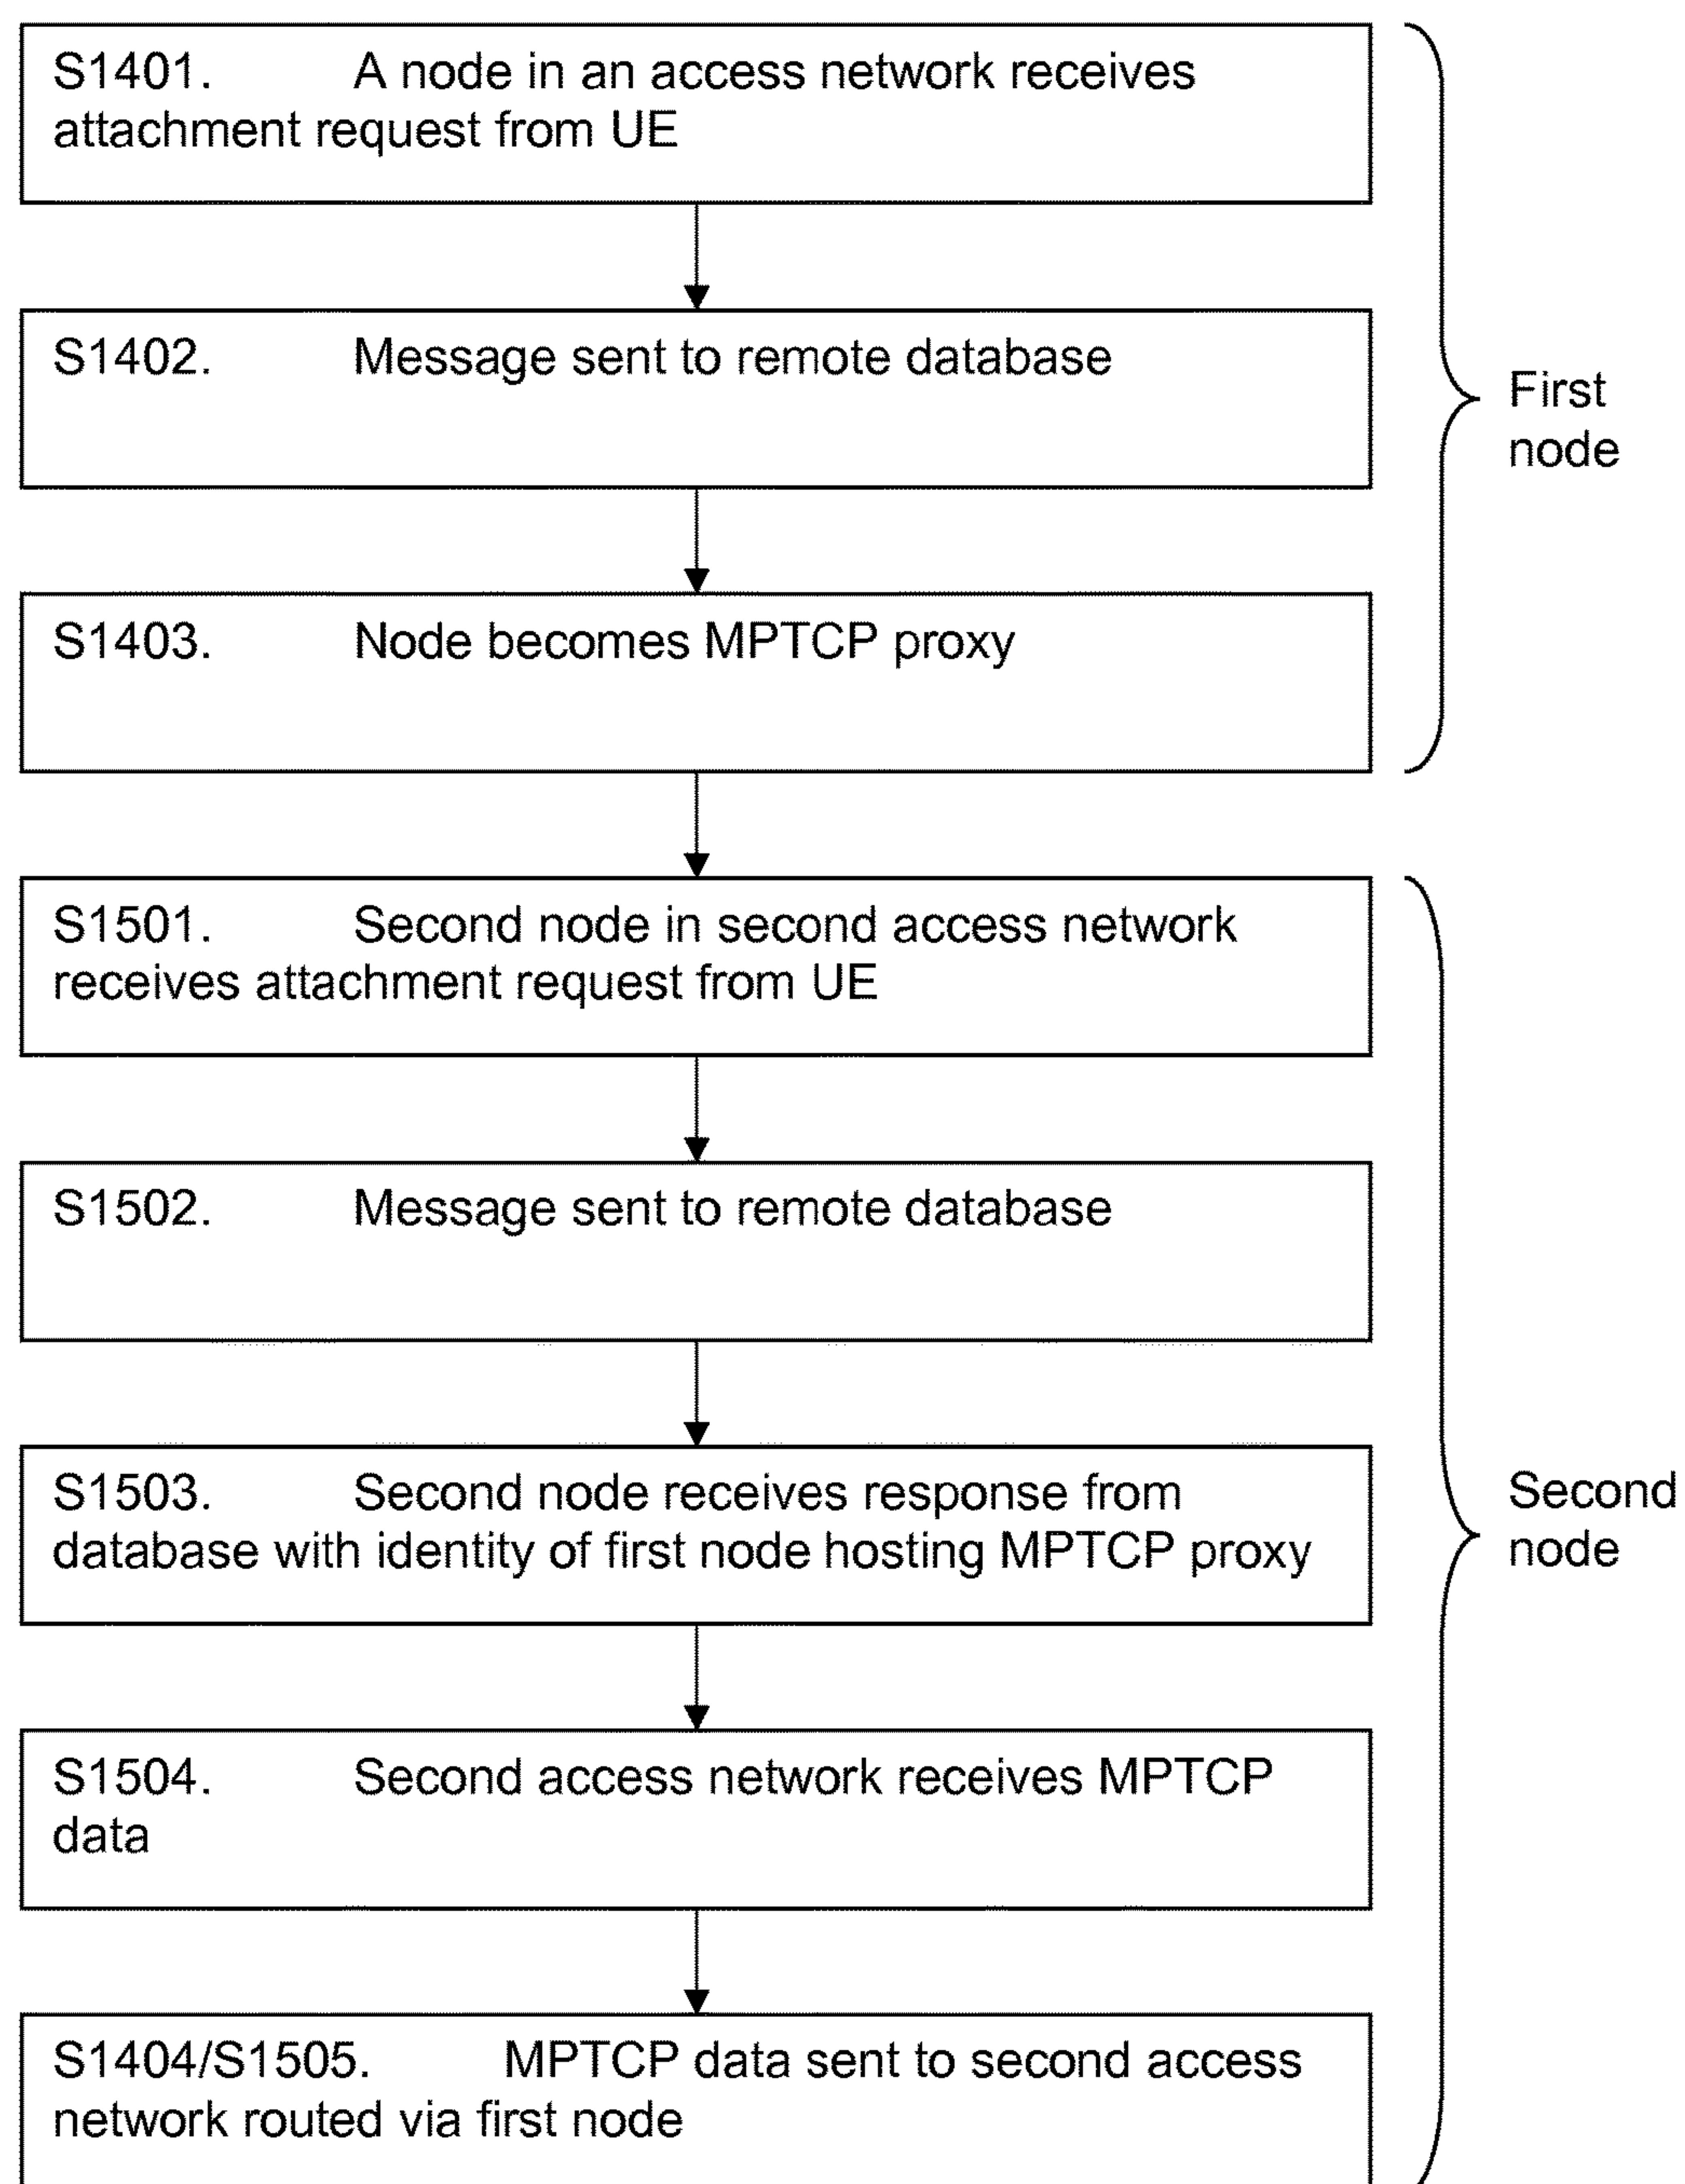 S1401. A node in an access network receives
attachment request from UE
S1402. Message sent to remote database
S1403. Node becomes MPTCP proxy
First
node
S1501. Second node in second access network
receives attachment request from UE
S1502. Message sent to remote database
S1503. Second node receives response from
database with identity of first node hosting MPTCP proxy
S1504. Second access network receives MPTCP
data
S1404/S1505. MPTCP data sent to second access
network routed via first node
Second
node